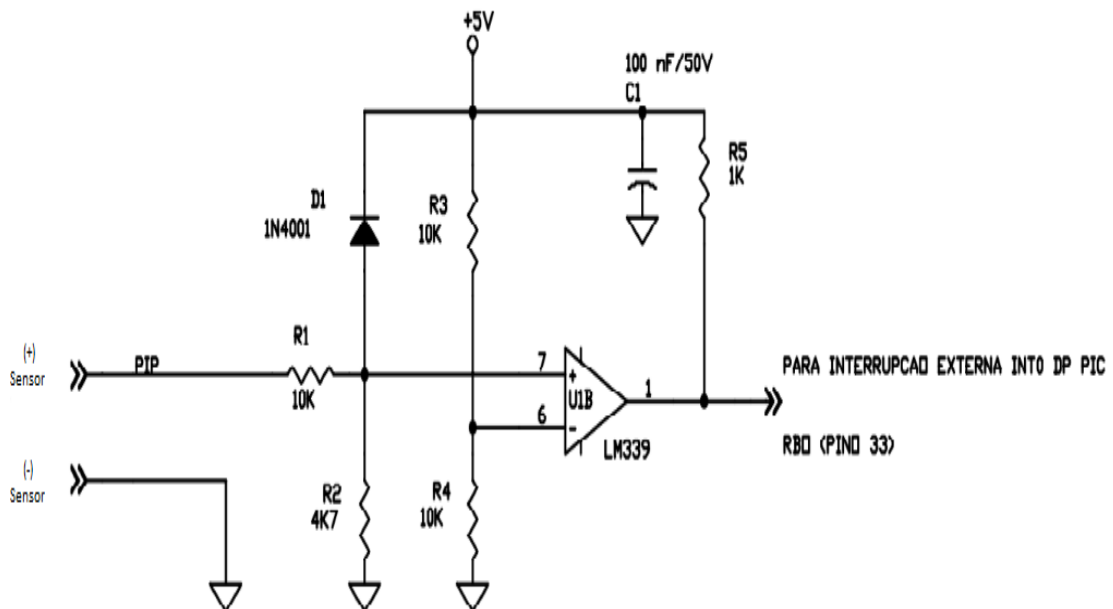 +5V
100 nF/50V
C1
R5
1K
D1
1N4001
R3
10K
(+)
Sensor
PIP
R1
10K
7
+
U1B
6
-
1
LM339
PARA INTERRUPCAO EXTERNA INTO DP PIC
RB0 (PINO 33)
(-)
Sensor
R2
4K7
R4
10K